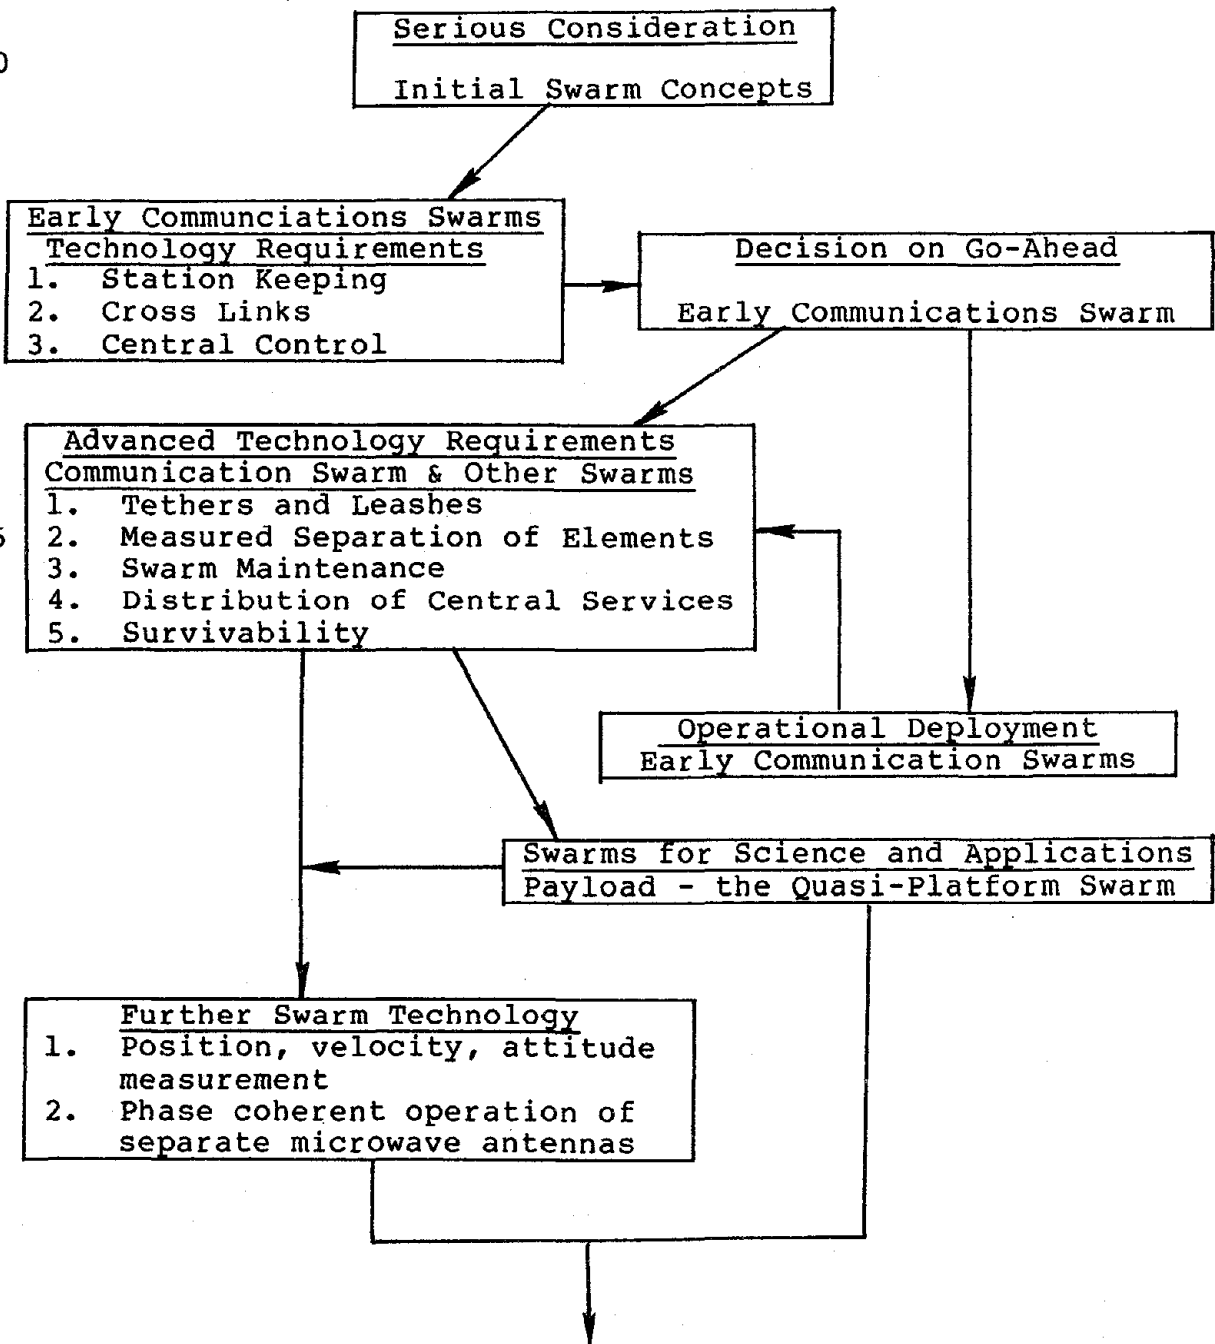 0
Serious Consideration
Initial Swarm Concepts
Early Communciations Swarms
Technology Requirements
1. Station Keeping
2. Cross Links
3. Central Control
Decision on Go-Ahead
Early Communications Swarm
Advanced Technology Requirements
Communication Swarm & Other Swarms
1. Tethers and Leashes
2. Measured Separation of Elements
3. Swarm Maintenance
4. Distribution of Central Services
5. Survivability
5
Operational Deployment
Early Communication Swarms
Swarms for Science and Applications
Payload - the Quasi-Platform Swarm
Further Swarm Technology
1. Position, velocity, attitude
measurement
2. Phase coherent operation of
separate microwave antennas